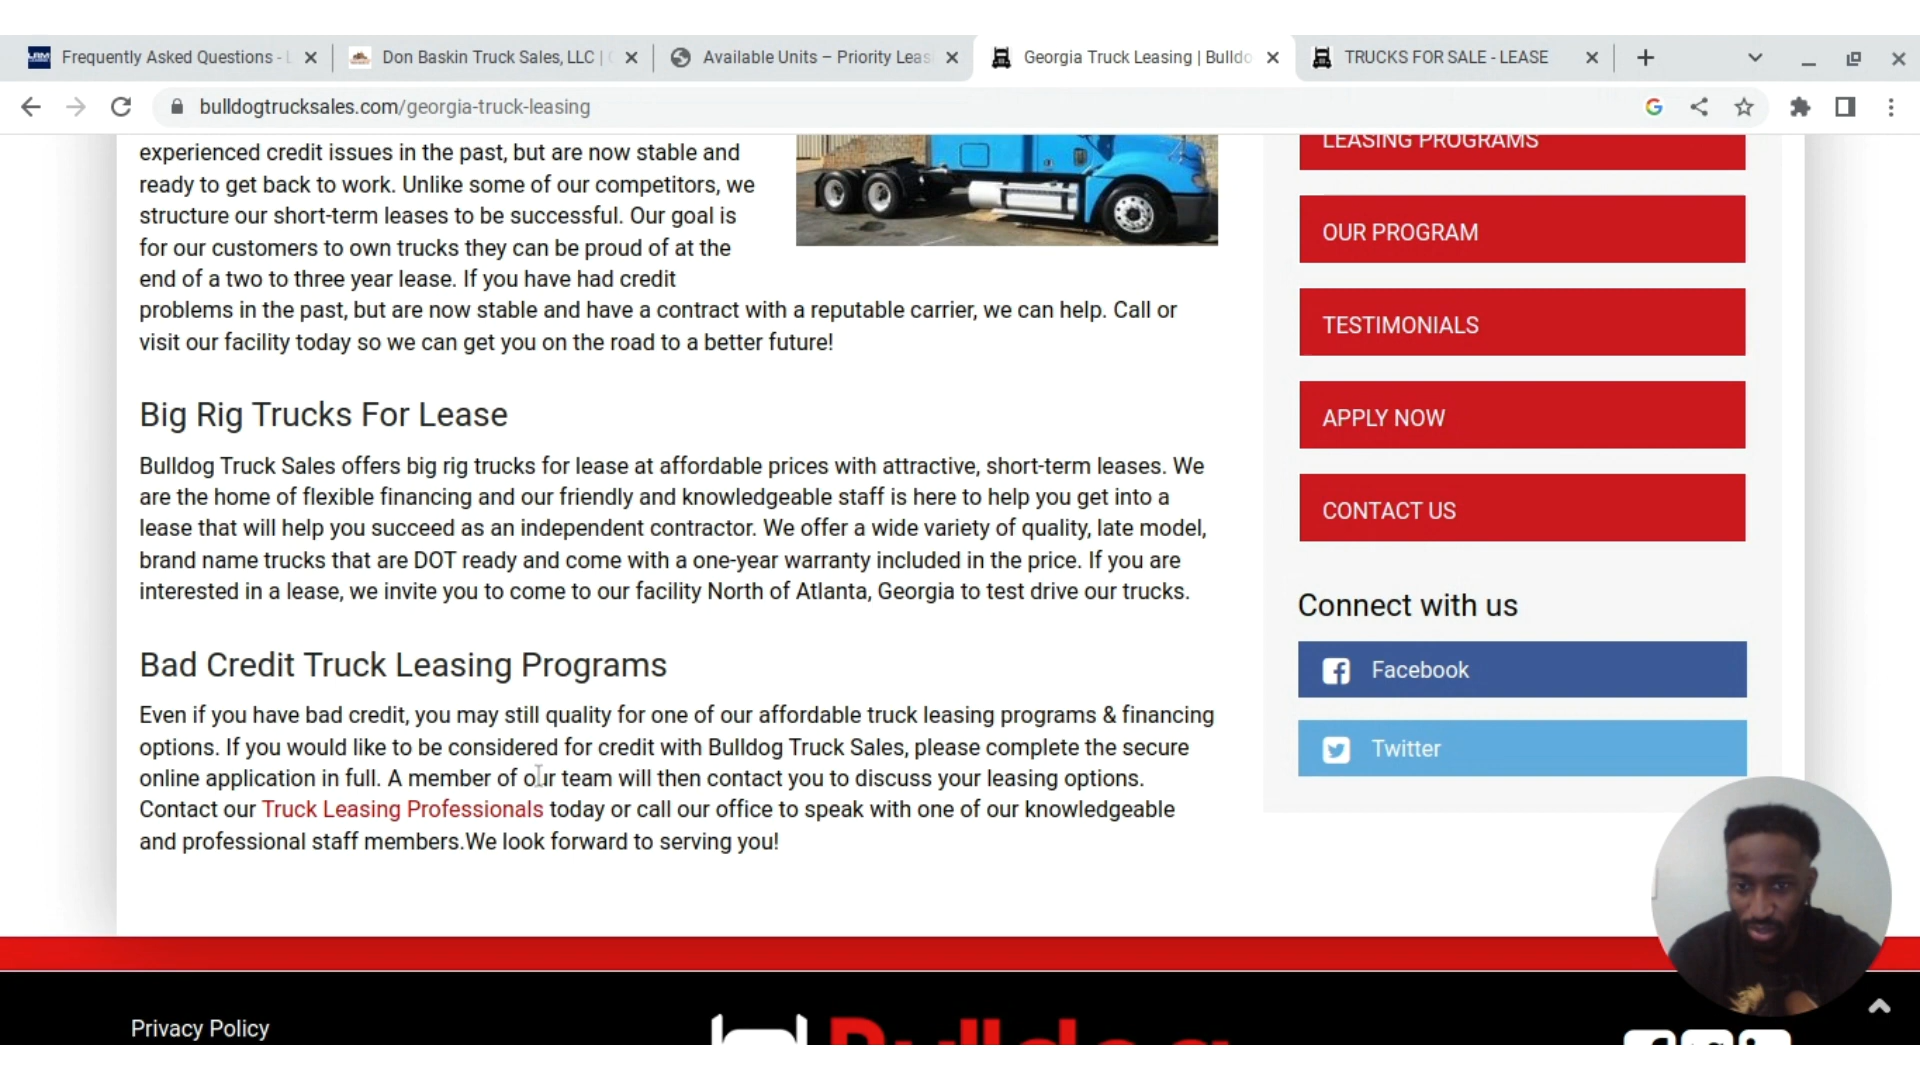 Frequently Asked Questions - L
Don Baskin Truck Sales, LLC | 
Available Units – Priority Leas
Georgia Truck Leasing | Bulldo
TRUCKS FOR SALE - LEASE
bulldogtrucksales.com/georgia-truck-leasing
experienced credit issues in the past, but are now stable and
ready to get back to work. Unlike some of our competitors, we
structure our short-term leases to be successful. Our goal is
for our customers to own trucks they can be proud of at the
end of a two to three year lease. If you have had credit
problems in the past, but are now stable and have a contract with a reputable carrier, we can help. Call or
visit our facility today so we can get you on the road to a better future!
Big Rig Trucks For Lease
Bulldog Truck Sales offers big rig trucks for lease at affordable prices with attractive, short-term leases. We
are the home of flexible financing and our friendly and knowledgeable staff is here to help you get into a
lease that will help you succeed as an independent contractor. We offer a wide variety of quality, late model,
brand name trucks that are DOT ready and come with a one-year warranty included in the price. If you are
interested in a lease, we invite you to come to our facility North of Atlanta, Georgia to test drive our trucks.
Bad Credit Truck Leasing Programs
Even if you have bad credit, you may still quality for one of our affordable truck leasing programs & financing
options. If you would like to be considered for credit with Bulldog Truck Sales, please complete the secure
online application in full. A member of our team will then contact you to discuss your leasing options.
Contact our Truck Leasing Professionals today or call our office to speak with one of our knowledgeable
and professional staff members.We look forward to serving you!
LEASING PROGRAMS
OUR PROGRAM
TESTIMONIALS
APPLY NOW
CONTACT US
Connect with us
Facebook
Twitter
Privacy Policy
Bulldog